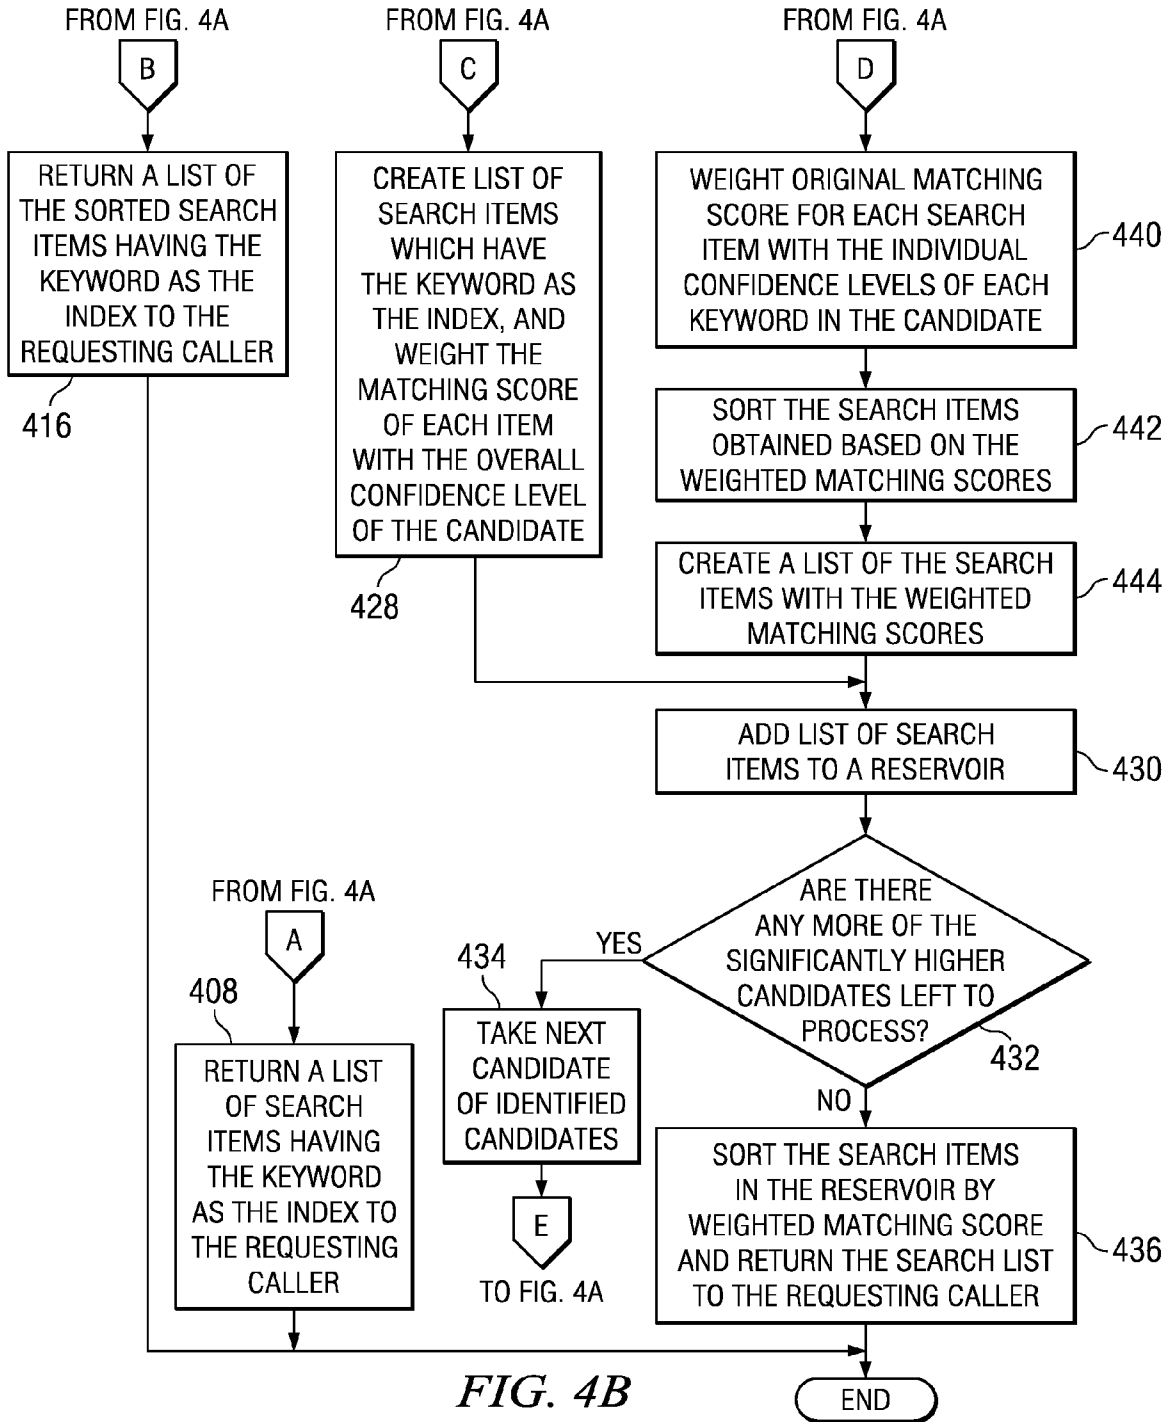 FROM FIG. 4A
B
RETURN A LIST OF
THE SORTED SEARCH
ITEMS HAVING THE
KEYWORD AS THE
INDEX TO THE
REQUESTING CALLER
416
FROM FIG. 4A
C
CREATE LIST OF
SEARCH ITEMS
WHICH HAVE
THE KEYWORD AS
THE INDEX, AND
WEIGHT THE
MATCHING SCORE
OF EACH ITEM
WITH THE OVERALL
CONFIDENCE LEVEL
OF THE CANDIDATE
428
FROM FIG. 4A
D
WEIGHT ORIGINAL MATCHING
SCORE FOR EACH SEARCH
ITEM WITH THE INDIVIDUAL
CONFIDENCE LEVELS OF EACH
KEYWORD IN THE CANDIDATE
440
SORT THE SEARCH ITEMS
OBTAINED BASED ON THE
WEIGHTED MATCHING SCORES
442
CREATE A LIST OF THE SEARCH
ITEMS WITH THE WEIGHTED
MATCHING SCORES
444
ADD LIST OF SEARCH
ITEMS TO A RESERVOIR
430
ARE THERE
ANY MORE OF THE
SIGNIFICANTLY HIGHER
CANDIDATES LEFT TO
PROCESS?
432
YES
434
TAKE NEXT
CANDIDATE
OF IDENTIFIED
CANDIDATES
E
TO FIG. 4A
NO
SORT THE SEARCH ITEMS
IN THE RESERVOIR BY
WEIGHTED MATCHING SCORE
AND RETURN THE SEARCH LIST
TO THE REQUESTING CALLER
436
FROM FIG. 4A
A
408
RETURN A LIST
OF SEARCH
ITEMS HAVING
THE KEYWORD
AS THE INDEX TO
THE REQUESTING
CALLER
END
FIG. 4B